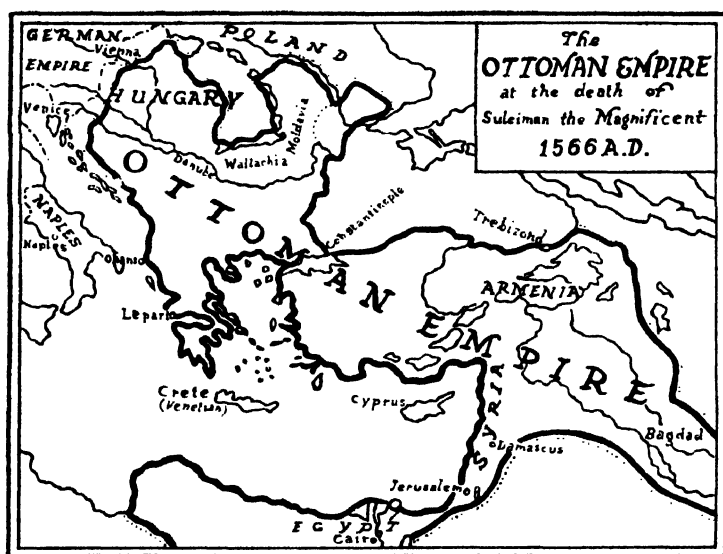 The
OTTOMAN EMPIRE
at the death of
Suleiman the Magnificent
1566 A.D.
GERMAN
EMPIRE
Vienna
POLAND
HUNGARY
Venice
Moldavia
Danube
Wallachia
OTTOMAN EMPIRE
Constantinople
Trebizond
NAPLES
Naples
Otranto
ARMENIA
Lepanto
Crete
(Venetian)
Cyprus
SYRIA
Bagdad
Damascus
Jerusalem
EGYPT
Cairo